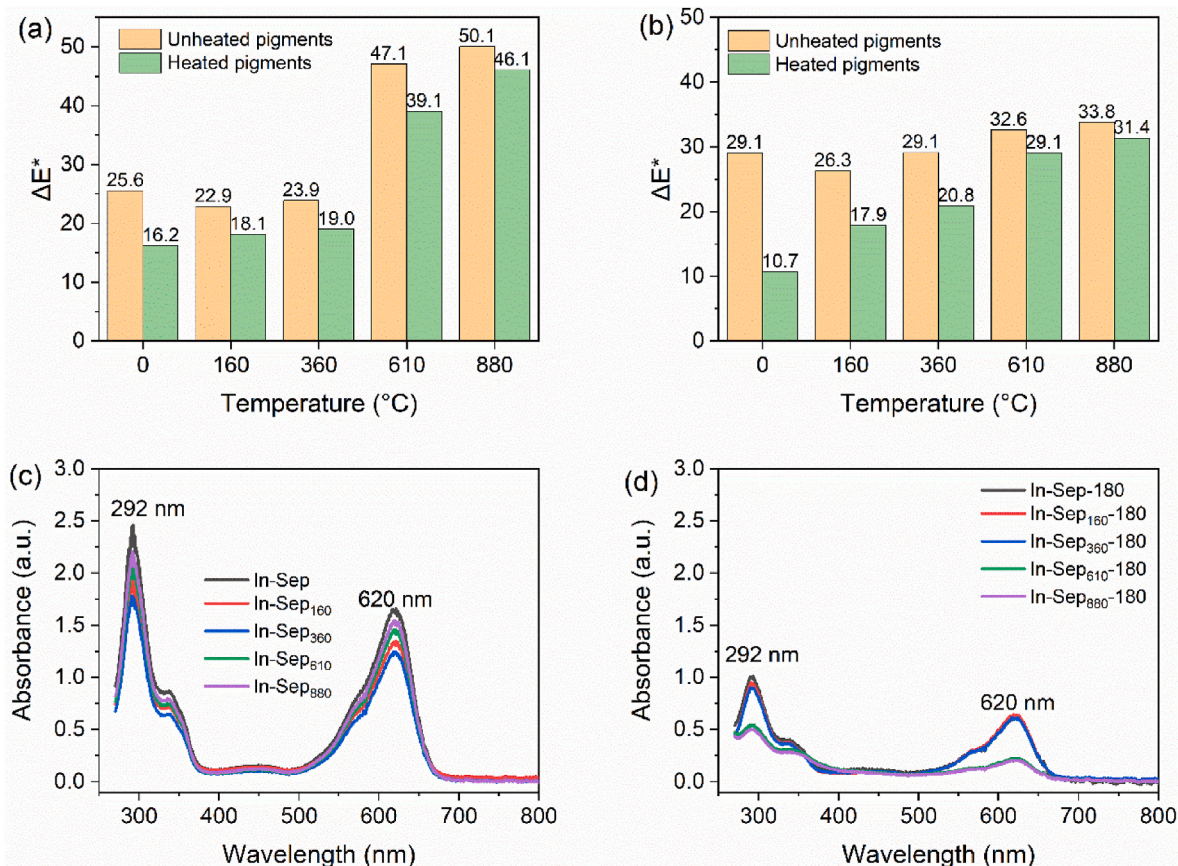 (a)
Unheated pigments
Heated pigments
50
40
30
20
10
0
25.6
16.2
22.9
18.1
23.9
19.0
47.1
39.1
50.1
46.1
0 160 360 610 880
ΔE*
Temperature (°C)
(b)
Unheated pigments
Heated pigments
50
40
30
20
10
0
29.1
10.7
26.3
17.9
29.1
20.8
32.6
29.1
33.8
31.4
0 160 360 610 880
ΔE*
Temperature (°C)
(c)
3.0
2.5
2.0
1.5
1.0
0.5
0.0
292 nm
620 nm
In-Sep
In-Sep₁₆₀
In-Sep₃₆₀
In-Sep₆₁₀
In-Sep₈₈₀
300 400 500 600 700 800
Absorbance (a.u.)
Wavelength (nm)
(d)
3.0
2.5
2.0
1.5
1.0
0.5
0.0
In-Sep-180
In-Sep₁₆₀-180
In-Sep₃₆₀-180
In-Sep₆₁₀-180
In-Sep₈₈₀-180
292 nm
620 nm
300 400 500 600 700 800
Absorbance (a.u.)
Wavelength (nm)